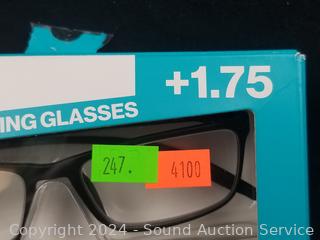 +1.75
ING GLASSES
247.
4100
Copyright 2024 - Sound Auction Service